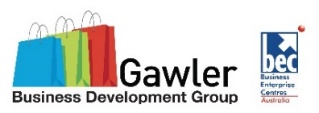 Gawler
Business Development Group
bec
Business
Enterprise
Centres
Australia